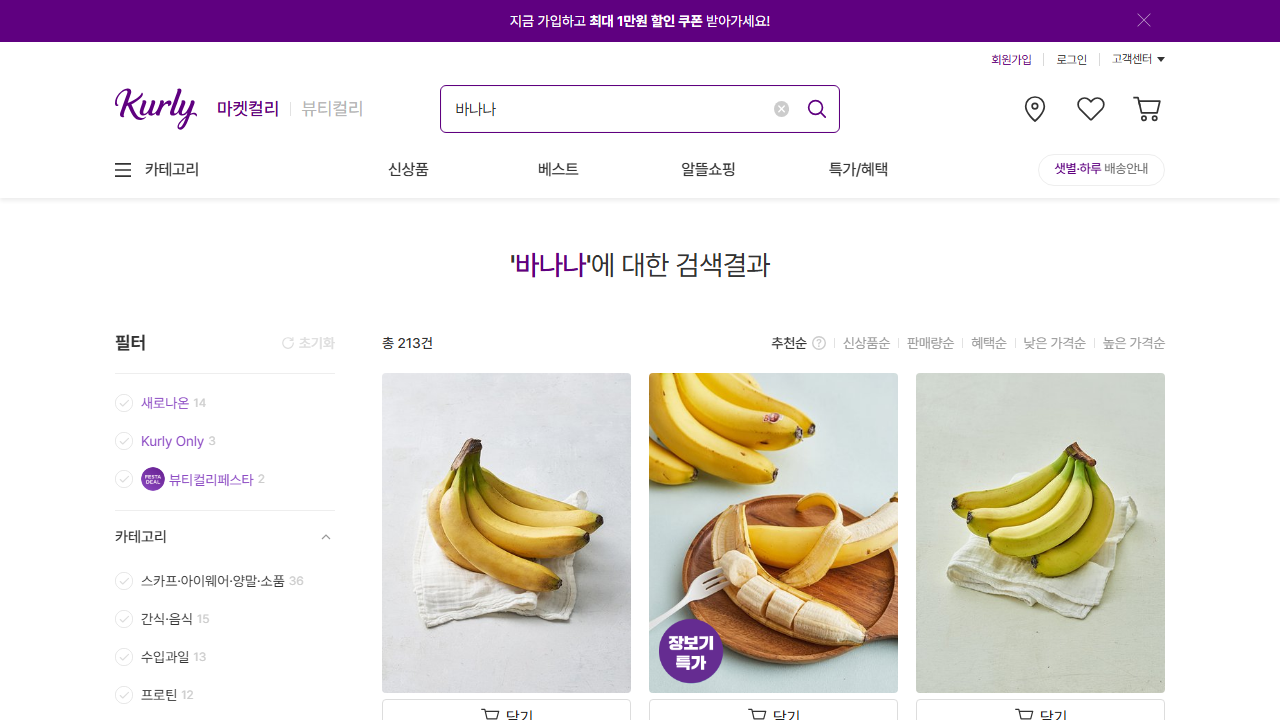 지금 가입하고 최대 1만원 할인 쿠폰 받아가세요!
회원가입
로그인
고객센터
Kurly
마켓컬리
뷰티컬리
바나나
카테고리
신상품
베스트
알뜰쇼핑
특가/혜택
샛별·하루 배송안내
'바나나'에 대한 검색결과
필터
초기화
총 213건
추천순
신상품순
판매량순
혜택순
낮은 가격순
높은 가격순
새로나온 14
Kurly Only 3
FESTA
DEAL
뷰티컬리페스타 2
카테고리
스카프·아이웨어·양말·소품 36
간식·음식 15
수입과일 13
프로틴 12
장보기
특가
담기
담기
담기